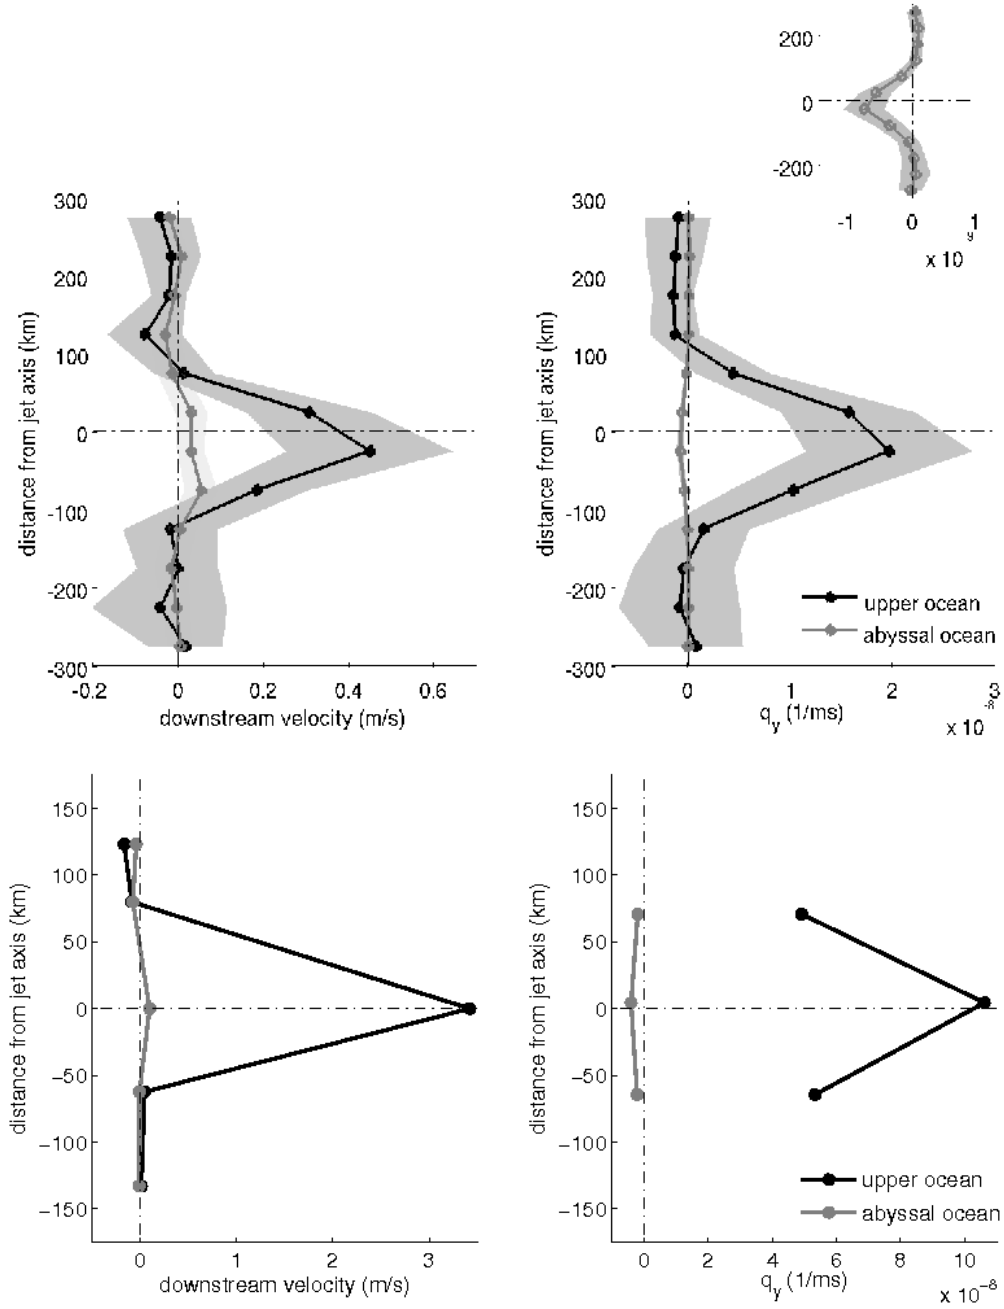 200
0
-200
-1 0 1
x 10
9
300
200
100
0
-100
-200
-300
distance from jet axis (km)
-0.2 0 0.2 0.4 0.6
downstream velocity (m/s)
300
200
100
0
-100
-200
-300
distance from jet axis (km)
upper ocean
abyssal ocean
0 1 2 3
q_y (1/ms)
x 10
-8
150
100
50
0
−50
−100
−150
distance from jet axis (km)
0 1 2 3
downstream velocity (m/s)
150
100
50
0
−50
−100
−150
distance from jet axis (km)
upper ocean
abyssal ocean
0 2 4 6 8 10
q_y (1/ms)
x 10^−8